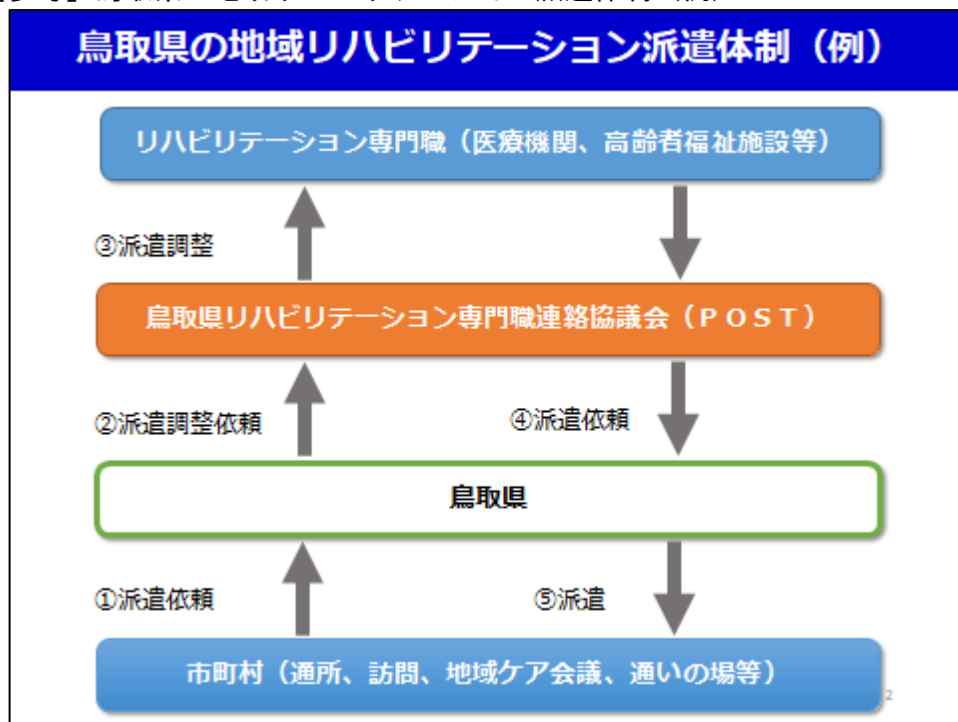 鳥取県の地域リハビリテーション派遣体制（例）
リハビリテーション専門職（医療機関、高齢者福祉施設等）
③派遣調整
鳥取県リハビリテーション専門職連絡協議会（ＰＯＳＴ）
②派遣調整依頼
④派遣依頼
鳥取県
①派遣依頼
⑤派遣
市町村（通所、訪問、地域ケア会議、通いの場等）
2